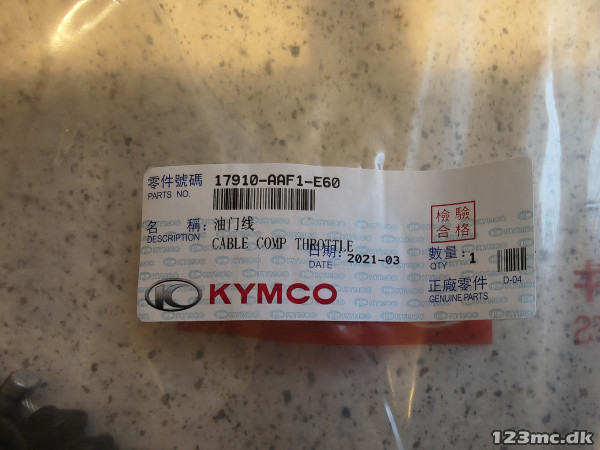 零件號碼 17910-AAF1-E60
PARTS NO.
名 稱: 油门线
DESCRIPTION CABLE COMP THROTTLE
日期: 2021-03
DATE
檢驗
合格
數量: 1
QTY
正廠零件 D-04
GENUINE PARTS
KYMCO
123mc.dk